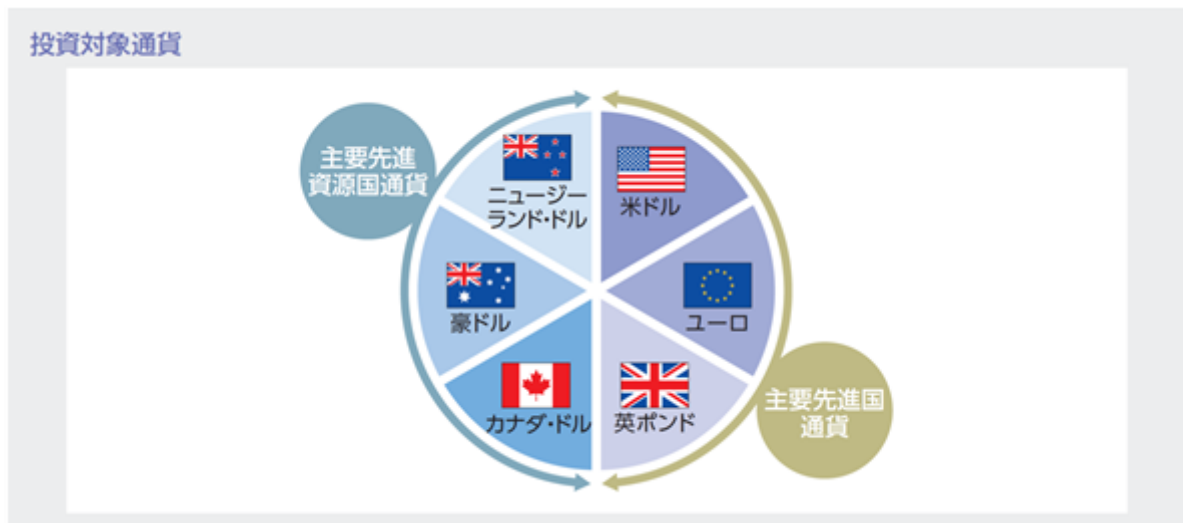 投資対象通貨
主要先進
資源国通貨
ニュージー
ランド・ドル
米ドル
豪ドル
ユーロ
カナダ・ドル
英ポンド
主要先進国
通貨